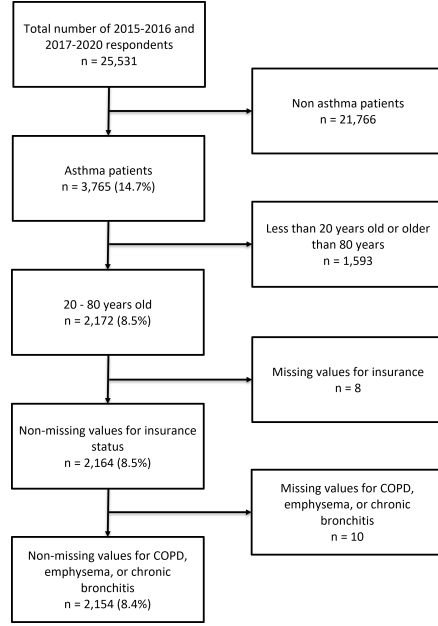 Total number of 2015-2016 and
2017-2020 respondents
n = 25,531
Non asthma patients
n = 21,766
Asthma patients
n = 3,765 (14.7%)
Less than 20 years old or older
than 80 years
n = 1,593
20 - 80 years old
n = 2,172 (8.5%)
Missing values for insurance
n = 8
Non-missing values for insurance
status
n = 2,164 (8.5%)
Missing values for COPD,
emphysema, or chronic
bronchitis
n = 10
Non-missing values for COPD,
emphysema, or chronic
bronchitis
n = 2,154 (8.4%)